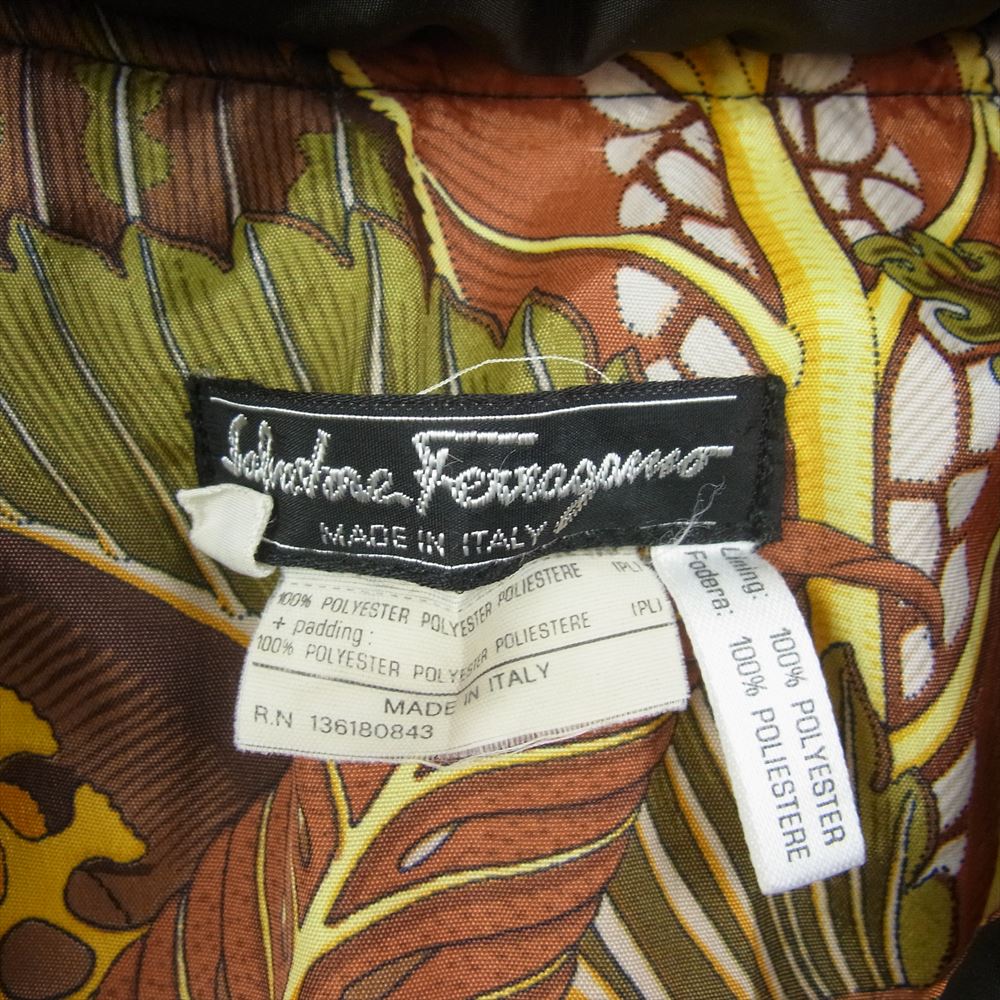 Salvatore Ferragamo
MADE IN ITALY
100% POLYESTER POLYESTER POLIESTERE (PL)
+ padding:
100% POLYESTER POLYESTER POLIESTERE (PL)
MADE IN ITALY
R.N 136180843
Lining: 100% POLYESTER
Fodera: 100% POLIESTERE